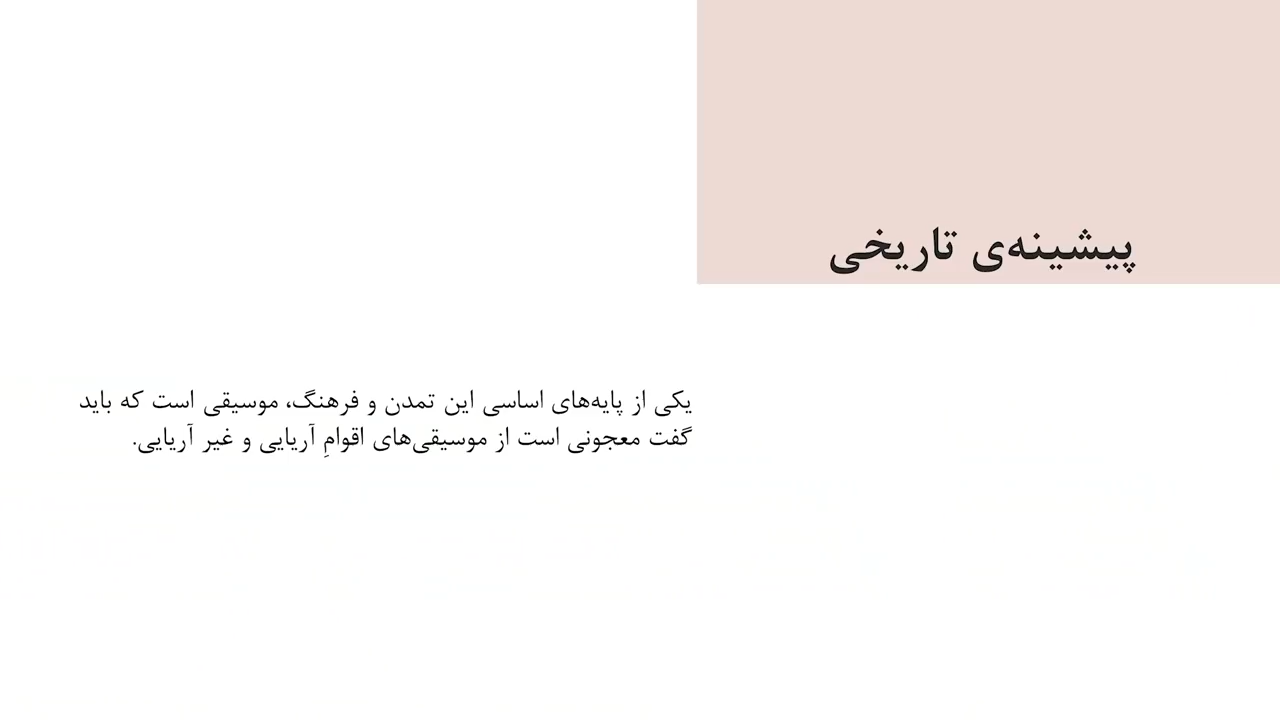 پیشینه‌ی تاریخی
یکی از پایه‌های اساسی این تمدن و فرهنگ، موسیقی است که باید
گفت معجونی است از موسیقی‌های اقوامِ آریایی و غیر آریایی.